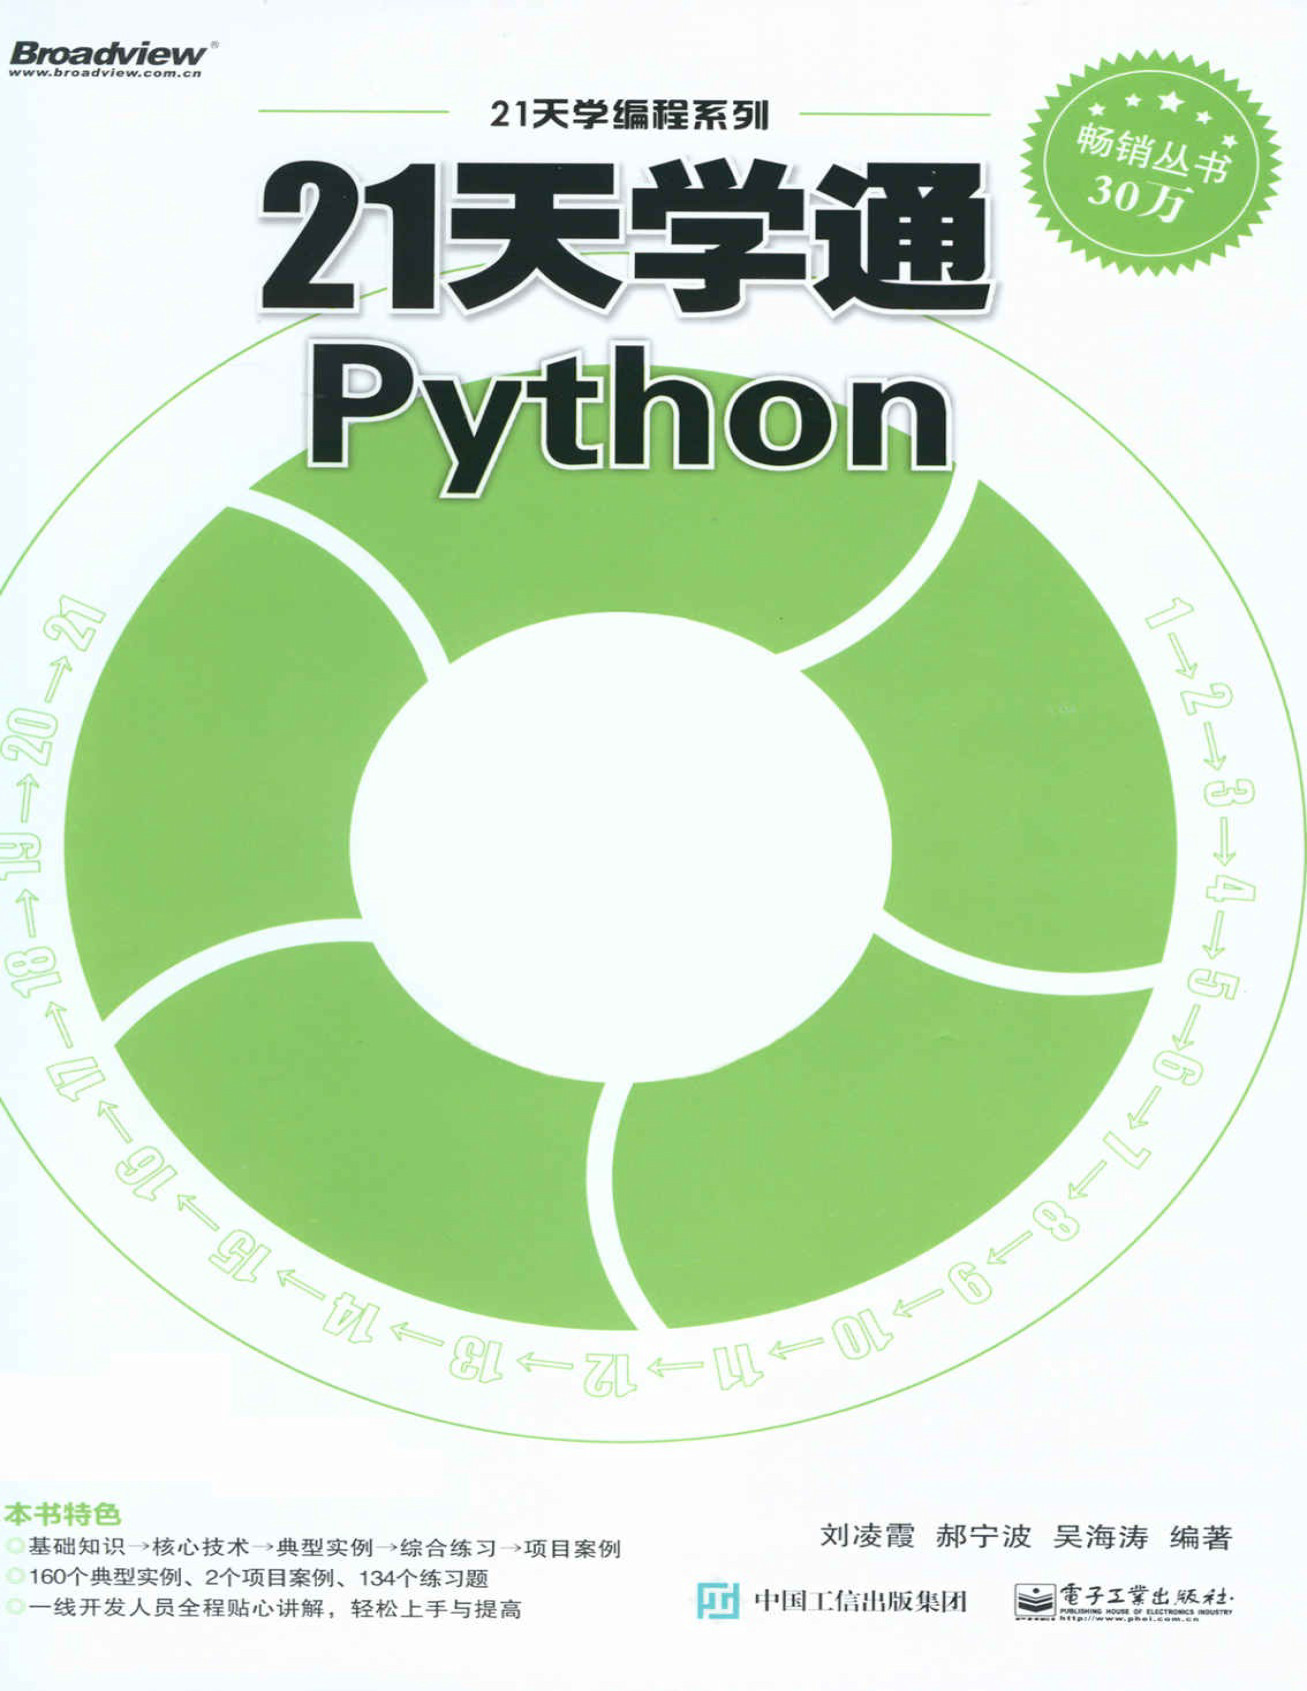 Broadview®
www.broadview.com.cn
21天学编程系列
畅销丛书
30万
21天学通
Python
1→2→3→4→5→6→7→8→9→10→11→12→13→14→15→16→17→18→19→20→21
本书特色
基础知识→核心技术→典型实例→综合练习→项目案例
160个典型实例、2个项目案例、134个练习题
一线开发人员全程贴心讲解，轻松上手与提高
刘凌霞 郝宁波 吴海涛 编著
中国工信出版集团
電子工業出版社.
PUBLISHING HOUSE OF ELECTRONICS INDUSTRY
http://www.phei.com.cn